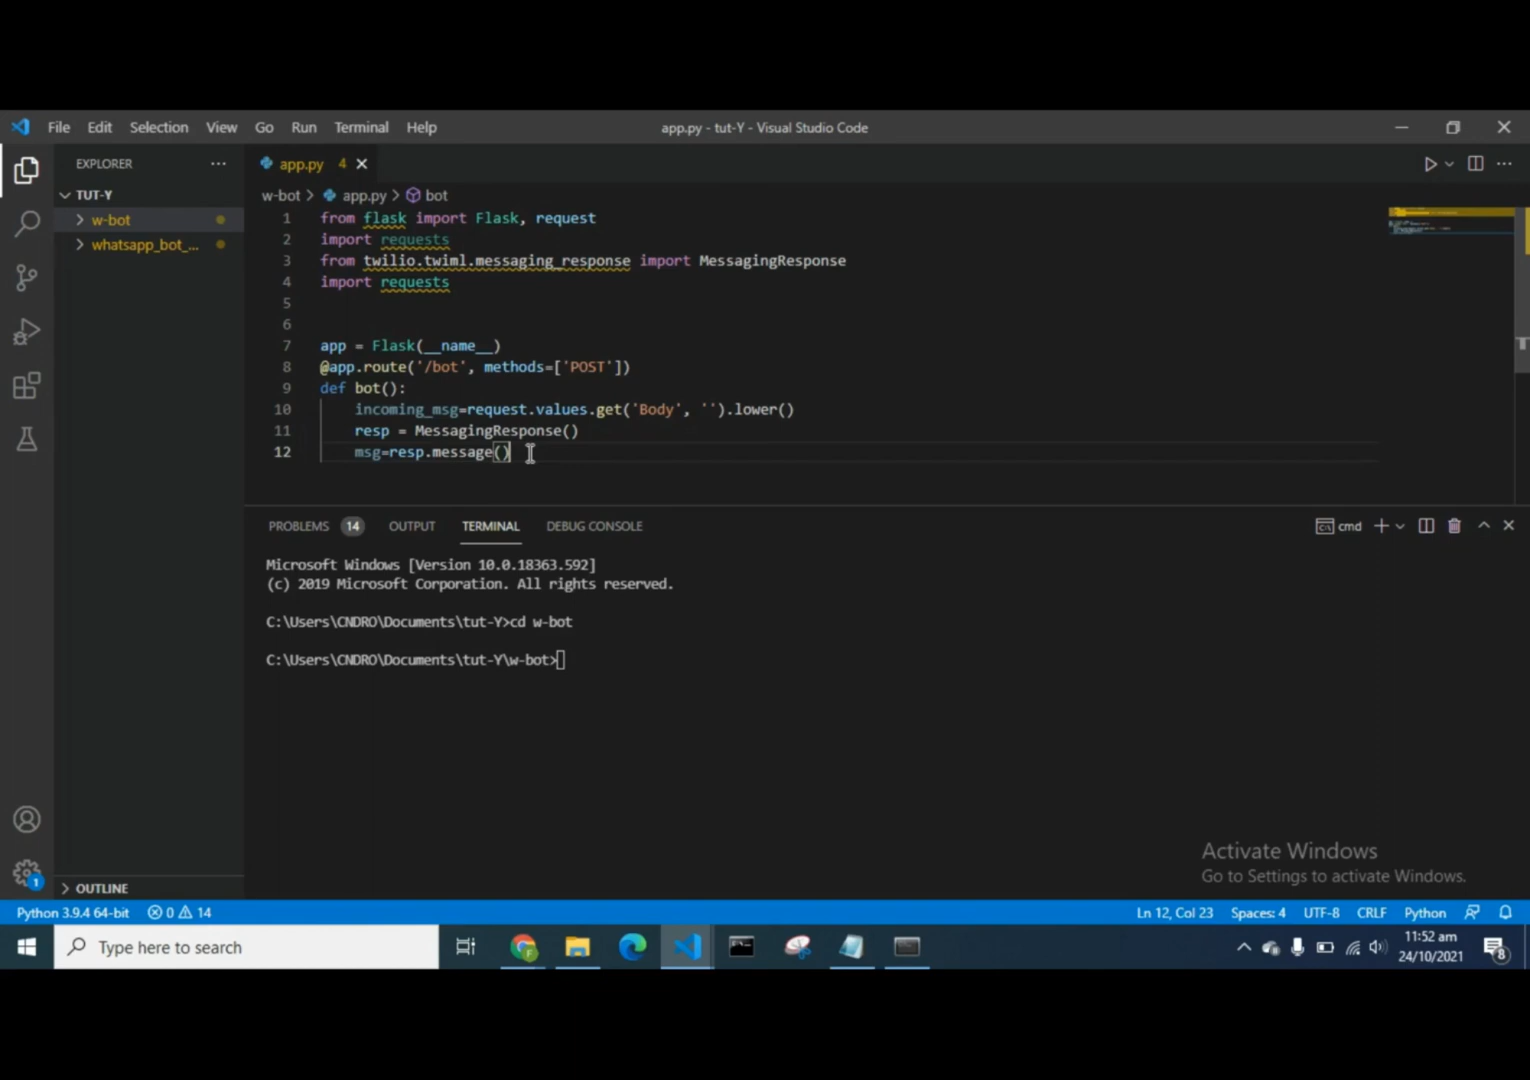 File Edit Selection View Go Run Terminal Help
app.py - tut-Y - Visual Studio Code
EXPLORER
TUT-Y
w-bot
whatsapp_bot_...
OUTLINE
app.py 4
w-bot > app.py > bot
1 from flask import Flask, request
2 import requests
3 from twilio.twiml.messaging_response import MessagingResponse
4 import requests
5
6
7 app = Flask(__name__)
8 @app.route('/bot', methods=['POST'])
9 def bot():
10 incoming_msg=request.values.get('Body', '').lower()
11 resp = MessagingResponse()
12 msg=resp.message()
PROBLEMS 14 OUTPUT TERMINAL DEBUG CONSOLE
cmd
Microsoft Windows [Version 10.0.18363.592]
(c) 2019 Microsoft Corporation. All rights reserved.
C:\Users\CNDRO\Documents\tut-Y>cd w-bot
C:\Users\CNDRO\Documents\tut-Y\w-bot>
Activate Windows
Go to Settings to activate Windows.
1
Python 3.9.4 64-bit 0 14
Ln 12, Col 23 Spaces: 4 UTF-8 CRLF Python
Type here to search
11:52 am
24/10/2021
8